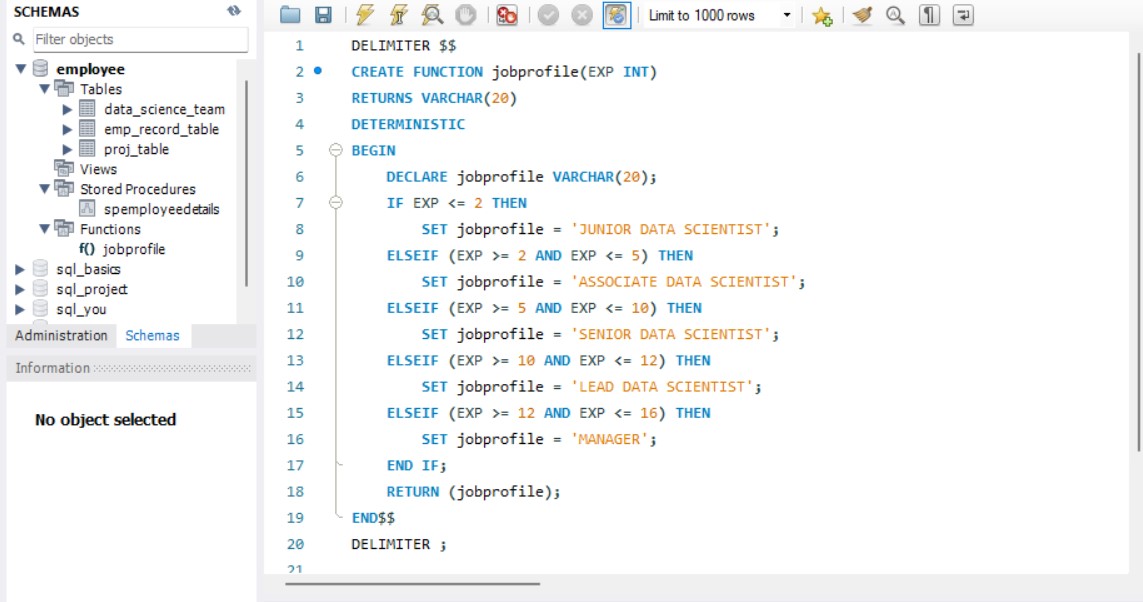 SCHEMAS
Filter objects
employee
Tables
data_science_team
emp_record_table
proj_table
Views
Stored Procedures
spemployeedetails
Functions
f() jobprofile
sql_basics
sql_project
sql_you
Administration Schemas
Information
No object selected
Limit to 1000 rows
1 DELIMITER $$
2 CREATE FUNCTION jobprofile(EXP INT)
3 RETURNS VARCHAR(20)
4 DETERMINISTIC
5 BEGIN
6 DECLARE jobprofile VARCHAR(20);
7 IF EXP <= 2 THEN
8 SET jobprofile = 'JUNIOR DATA SCIENTIST';
9 ELSEIF (EXP >= 2 AND EXP <= 5) THEN
10 SET jobprofile = 'ASSOCIATE DATA SCIENTIST';
11 ELSEIF (EXP >= 5 AND EXP <= 10) THEN
12 SET jobprofile = 'SENIOR DATA SCIENTIST';
13 ELSEIF (EXP >= 10 AND EXP <= 12) THEN
14 SET jobprofile = 'LEAD DATA SCIENTIST';
15 ELSEIF (EXP >= 12 AND EXP <= 16) THEN
16 SET jobprofile = 'MANAGER';
17 END IF;
18 RETURN (jobprofile);
19 END$$
20 DELIMITER ;
21